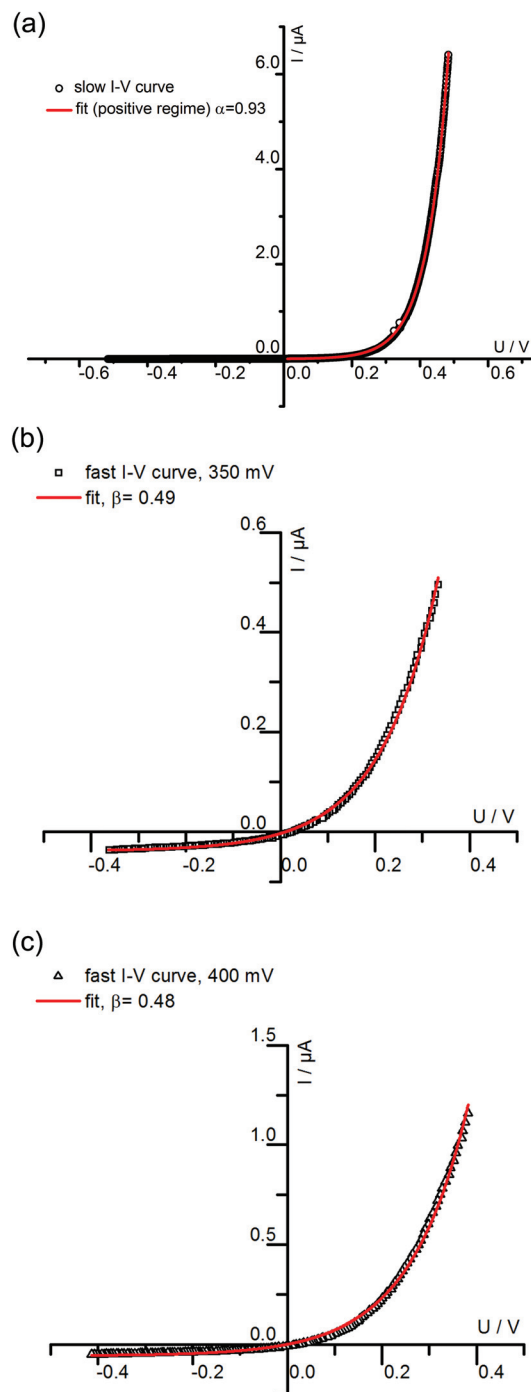 (a)
I / μA
6.0
slow I-V curve
fit (positive regime) α=0.93
4.0
2.0
0.0
U / V
-0.6 -0.4 -0.2 0.0 0.2 0.4 0.6
(b)
fast I-V curve, 350 mV
fit, β= 0.49
0.6
I / μA
0.4
0.2
0.0
U / V
-0.4 -0.2 0.0 0.2 0.4
(c)
fast I-V curve, 400 mV
fit, β= 0.48
1.5
I / μA
1.0
0.5
0.0
U / V
-0.4 -0.2 0.0 0.2 0.4